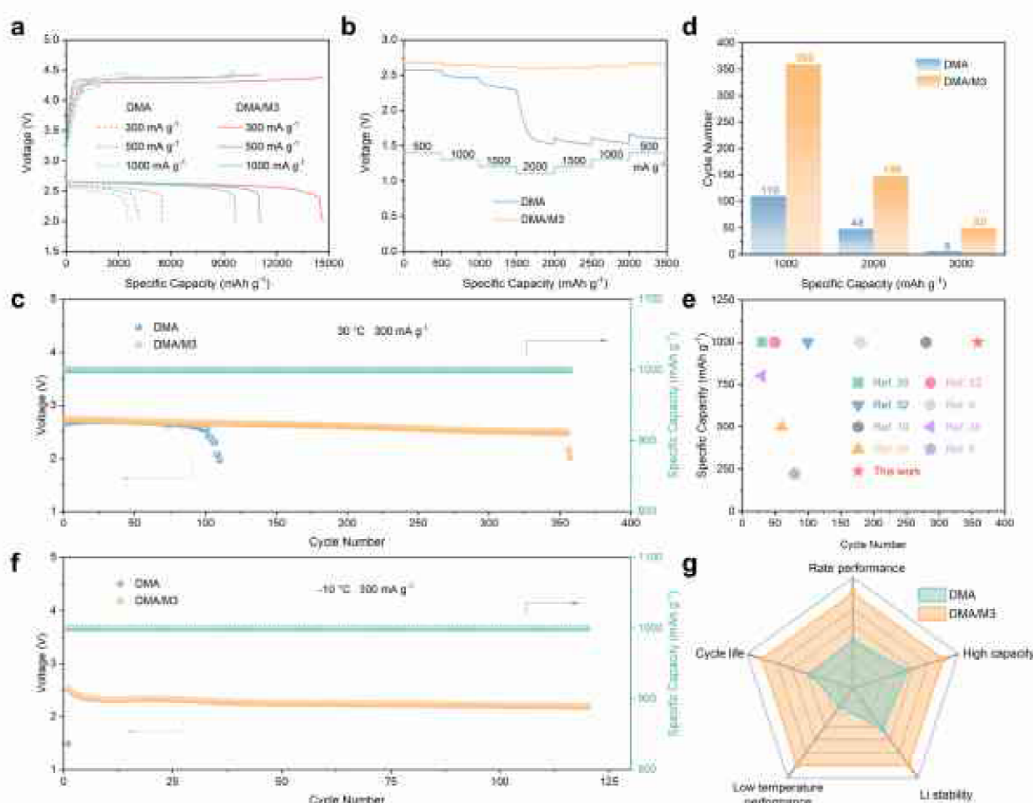 a
5.0
4.5
4.0
3.5
3.0
2.5
2.0
1.5
Voltage (V)
DMA DMA/M3
300 mA g-1 300 mA g-1
500 mA g-1 500 mA g-1
1000 mA g-1 1000 mA g-1
0 3000 6000 9000 12000 15000
Specific Capacity (mAh g-1)
b
3.0
2.5
2.0
1.5
1.0
0.5
0.0
Voltage (V)
500 1000 1500 2000 1500 1000 500
mA g-1
DMA
DMA/M3
0 500 1000 1500 2000 2500 3000 3500
Specific Capacity (mAh g-1)
d
400
350
300
250
200
150
100
50
0
Cycle Number
DMA
DMA/M3
110
48
1000 2000 3000
Specific Capacity (mAh g-1)
c
5
4
3
2
1
Voltage (V)
DMA
DMA/M3
30 °C 300 mA g-1
1100
1000
900
800
Specific Capacity (mAh g-1)
0 50 100 150 200 250 300 350 400
Cycle Number
e
1250
1000
750
500
250
0
Specific Capacity (mAh g-1)
This work
0 50 100 150 200 250 300 350 400
Cycle Number
f
5
4
3
2
1
Voltage (V)
DMA
DMA/M3
-10 °C 300 mA g-1
1100
1000
900
800
Specific Capacity (mAh g-1)
0 25 50 75 100 125
Cycle Number
g
Rate performance
DMA
DMA/M3
Cycle life
High capacity
Low temperature
performance
Li stability